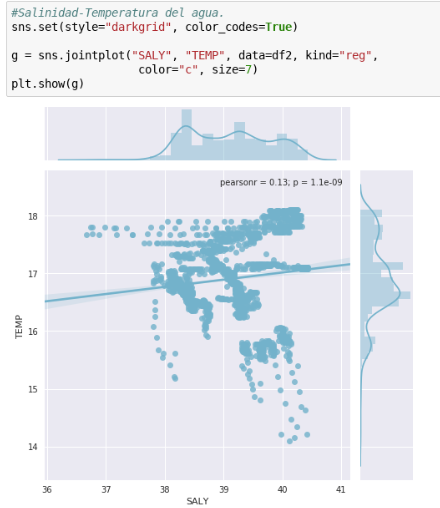 #Salinidad-Temperatura del agua.
sns.set(style="darkgrid", color_codes=True)
g = sns.jointplot("SALY", "TEMP", data=df2, kind="reg",
color="c", size=7)
plt.show(g)
pearsonr = 0.13; p = 1.1e-09
18
17
16
15
14
TEMP
36 37 38 39 40 41
SALY